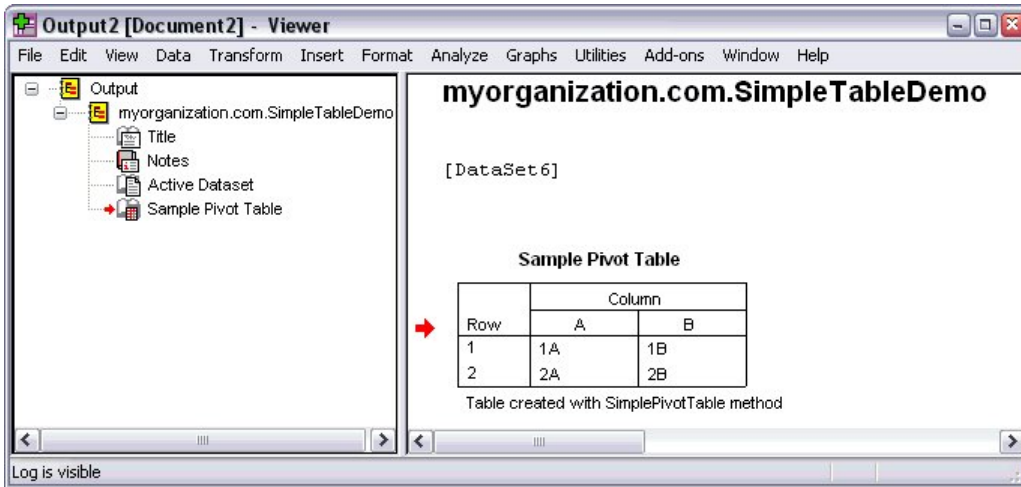 Output2 [Document2] - Viewer
File Edit View Data Transform Insert Format Analyze Graphs Utilities Add-ons Window Help
Output
myorganization.com.SimpleTableDemo
Title
Notes
Active Dataset
Sample Pivot Table
myorganization.com.SimpleTableDemo
[DataSet6]
Sample Pivot Table
Column
Row A B
1 1A 1B
2 2A 2B
Table created with SimplePivotTable method
Log is visible